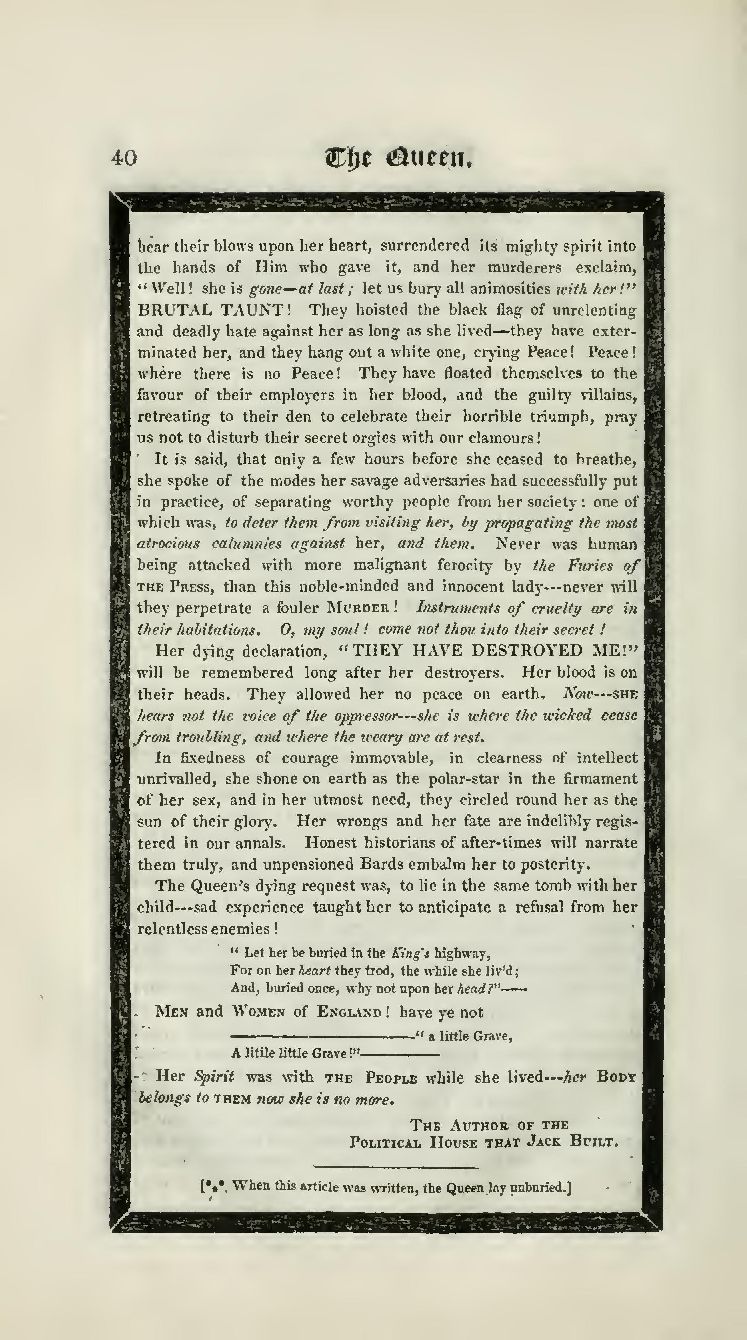 40
The Queen.
bear their blows upon her heart, surrendered its mighty spirit into
the hands of Him who gave it, and her murderers exclaim,
“Well! she is gone—at last; let us bury all animosities with her!”
BRUTAL TAUNT! They hoisted the black flag of unrelenting
and deadly hate against her as long as she lived—they have exter-
minated her, and they hang out a white one, crying Peace! Peace!
where there is no Peace! They have floated themselves to the
favour of their employers in her blood, and the guilty villains,
retreating to their den to celebrate their horrible triumph, pray
us not to disturb their secret orgies with our clamours!
It is said, that only a few hours before she ceased to breathe,
she spoke of the modes her savage adversaries had successfully put
in practice, of separating worthy people from her society: one of
which was, to deter them from visiting her, by propagating the most
atrocious calumnies against her, and them. Never was human
being attacked with more malignant ferocity by the Furies of
THE PRESS, than this noble-minded and innocent lady---never will
they perpetrate a fouler MURDER! Instruments of cruelty are in
their habitations. O, my soul! come not thou into their secret!
Her dying declaration, “THEY HAVE DESTROYED ME!”
will be remembered long after her destroyers. Her blood is on
their heads. They allowed her no peace on earth. Now---SHE
hears not the voice of the oppressor---she is where the wicked cease
from troubling, and where the weary are at rest.
In fixedness of courage immovable, in clearness of intellect
unrivalled, she shone on earth as the polar-star in the firmament
of her sex, and in her utmost need, they circled round her as the
sun of their glory. Her wrongs and her fate are indelibly regis-
tered in our annals. Honest historians of after-times will narrate
them truly, and unpensioned Bards embalm her to posterity.
The Queen's dying request was, to lie in the same tomb with her
child---sad experience taught her to anticipate a refusal from her
relentless enemies!
“ Let her be buried in the King's highway,
For on her heart they trod, the while she liv'd;
And, buried once, why not upon her head?”——
MEN and WOMEN of ENGLAND! have ye not
————————“ a little Grave,
A little little Grave!”————
Her Spirit was with THE PEOPLE while she lived---her BODY
belongs to THEM now she is no more.
THE AUTHOR OF THE
POLITICAL HOUSE THAT JACK BUILT.
[*⁎*. When this article was written, the Queen lay unburied.]